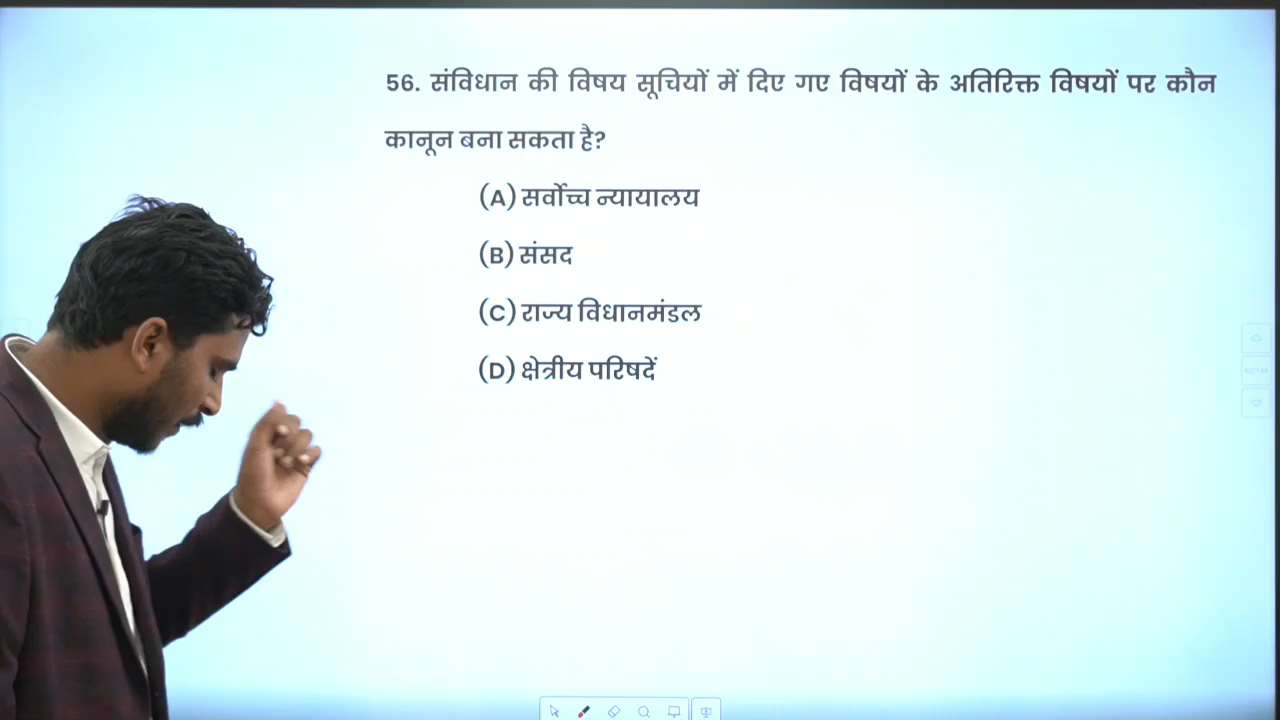 56. संविधान की विषय सूचियों में दिए गए विषयों के अतिरिक्त विषयों पर कौन
कानून बना सकता है?
(A) सर्वोच्च न्यायालय
(B) संसद
(C) राज्य विधानमंडल
(D) क्षेत्रीय परिषदें